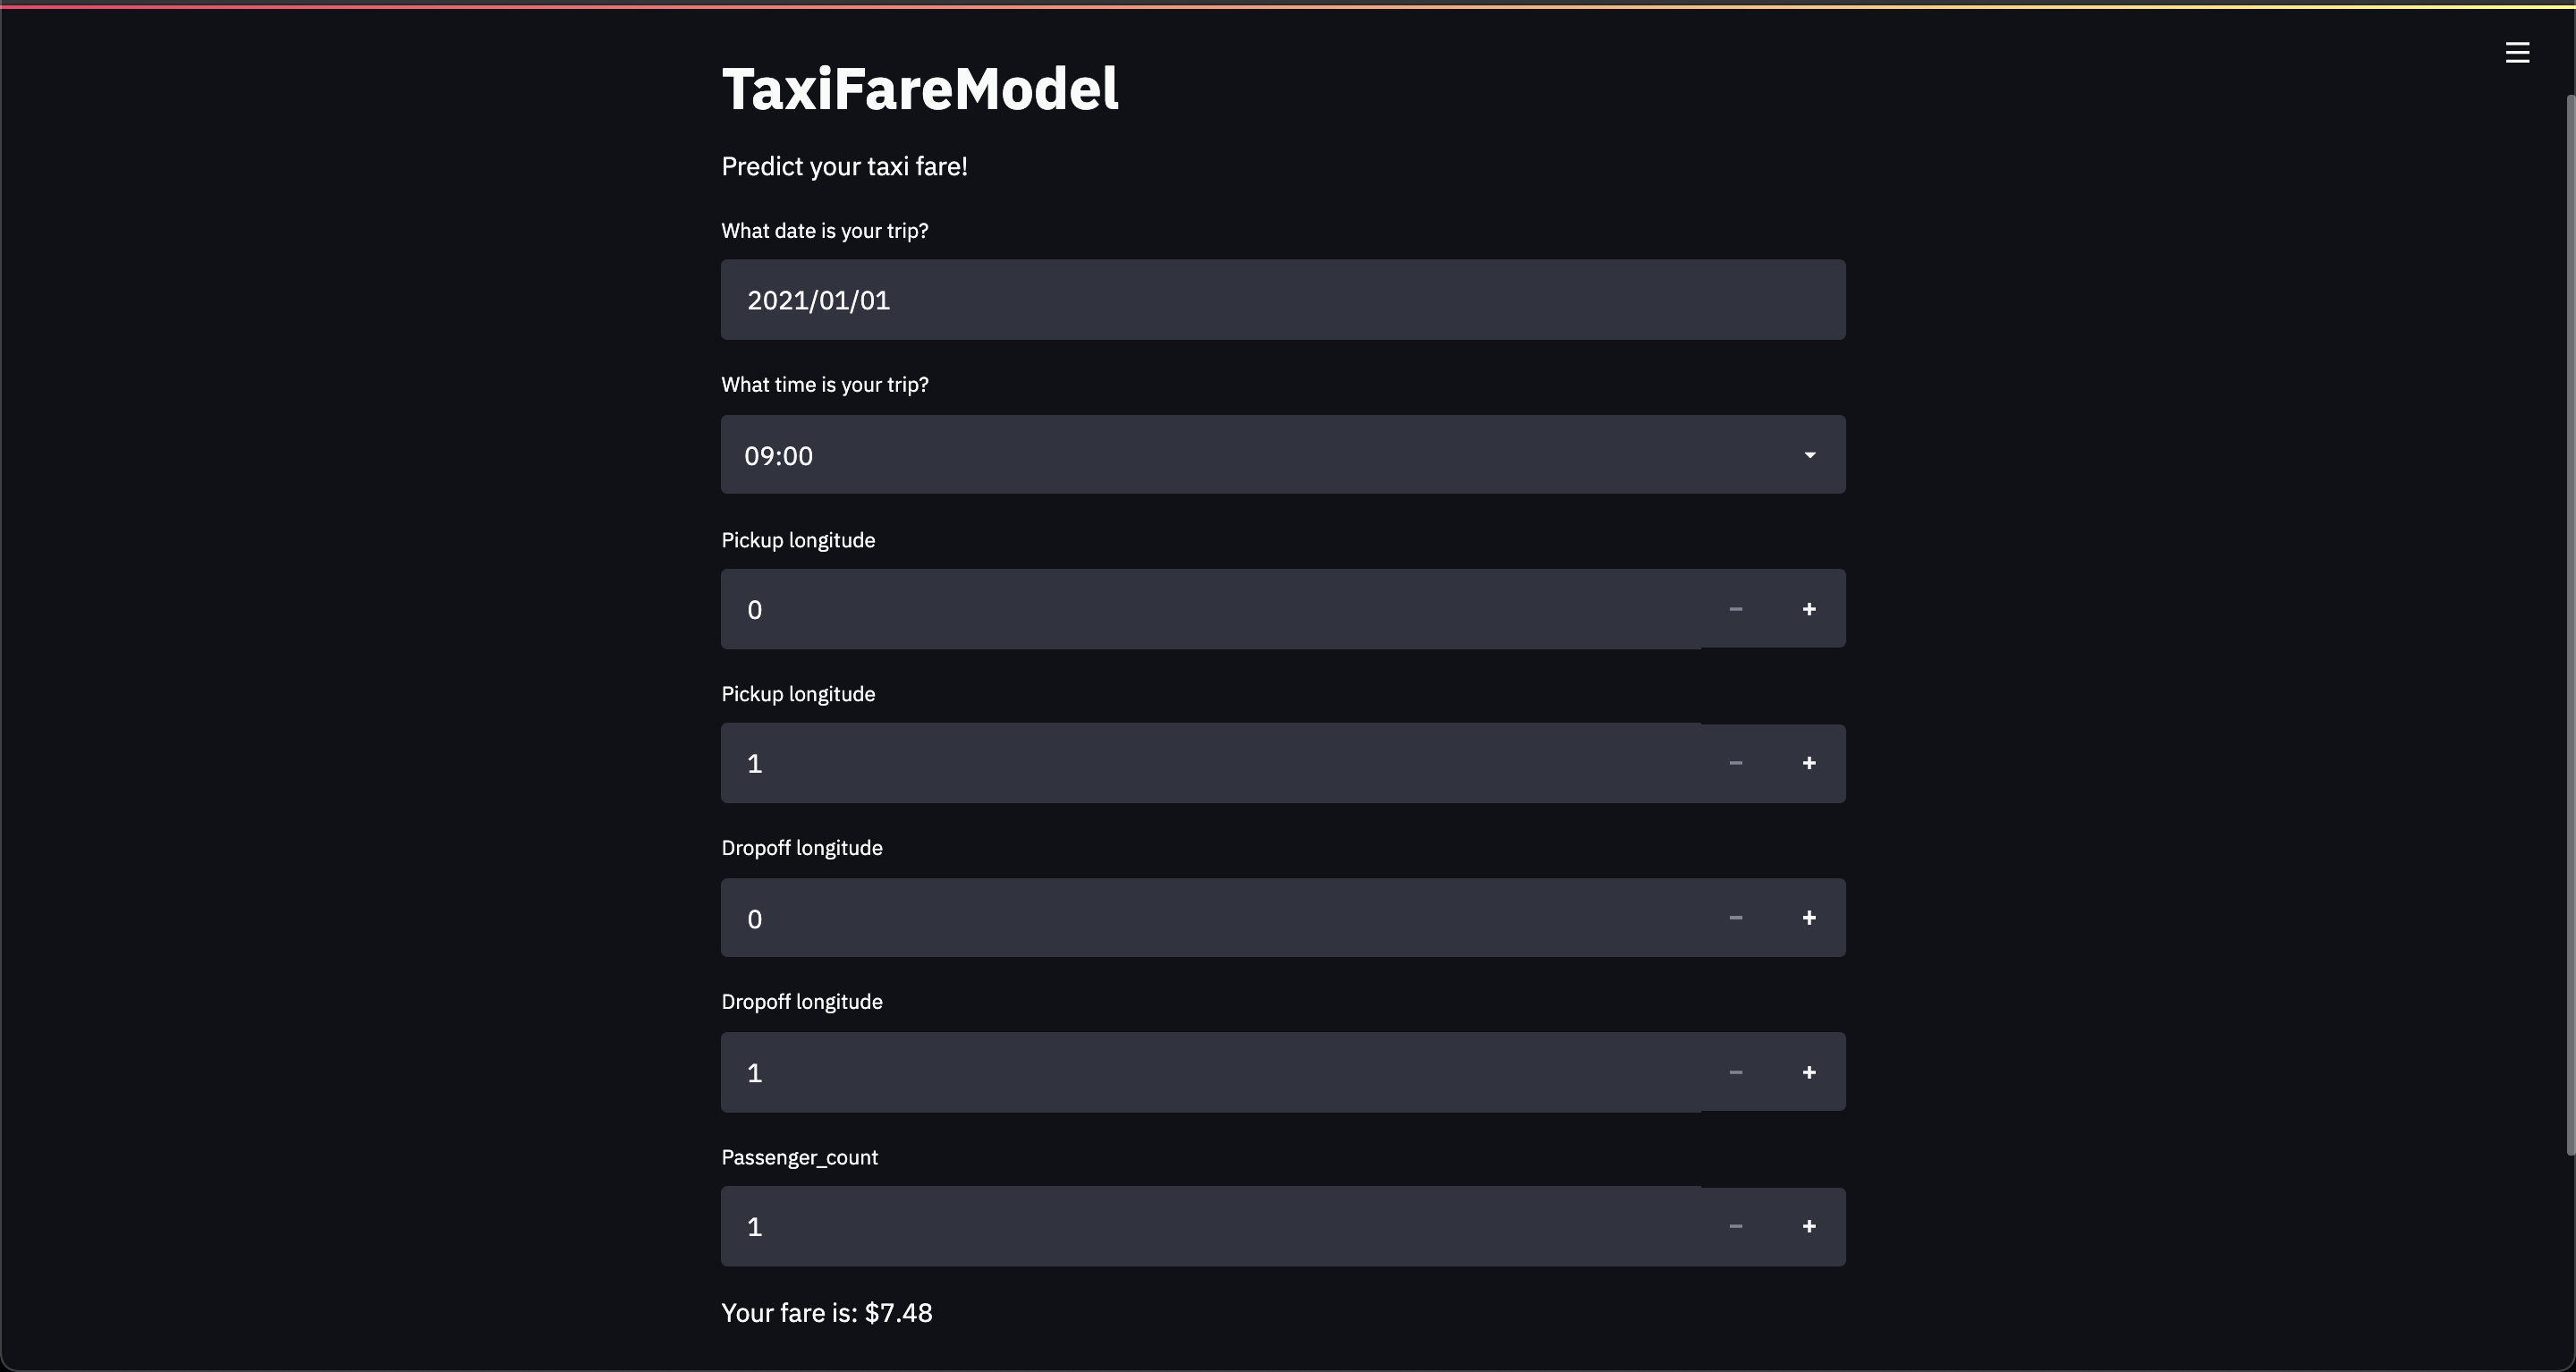 TaxiFareModel
Predict your taxi fare!
What date is your trip?
2021/01/01
What time is your trip?
09:00
Pickup longitude
0
Pickup longitude
1
Dropoff longitude
0
Dropoff longitude
1
Passenger_count
1
Your fare is: $7.48